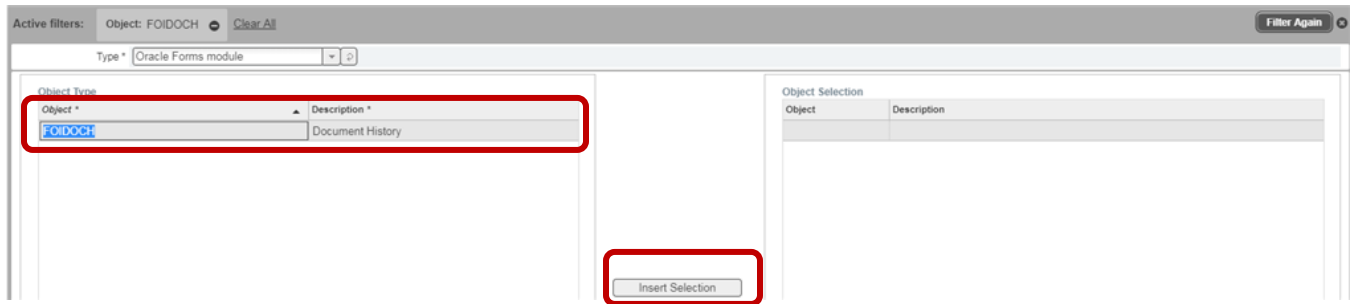 Active filters: Object: FOIDOCH Clear All Filter Again
Type * Oracle Forms module
Object Type
Object * Description *
FOIDOCH Document History
Object Selection
Object Description
Insert Selection